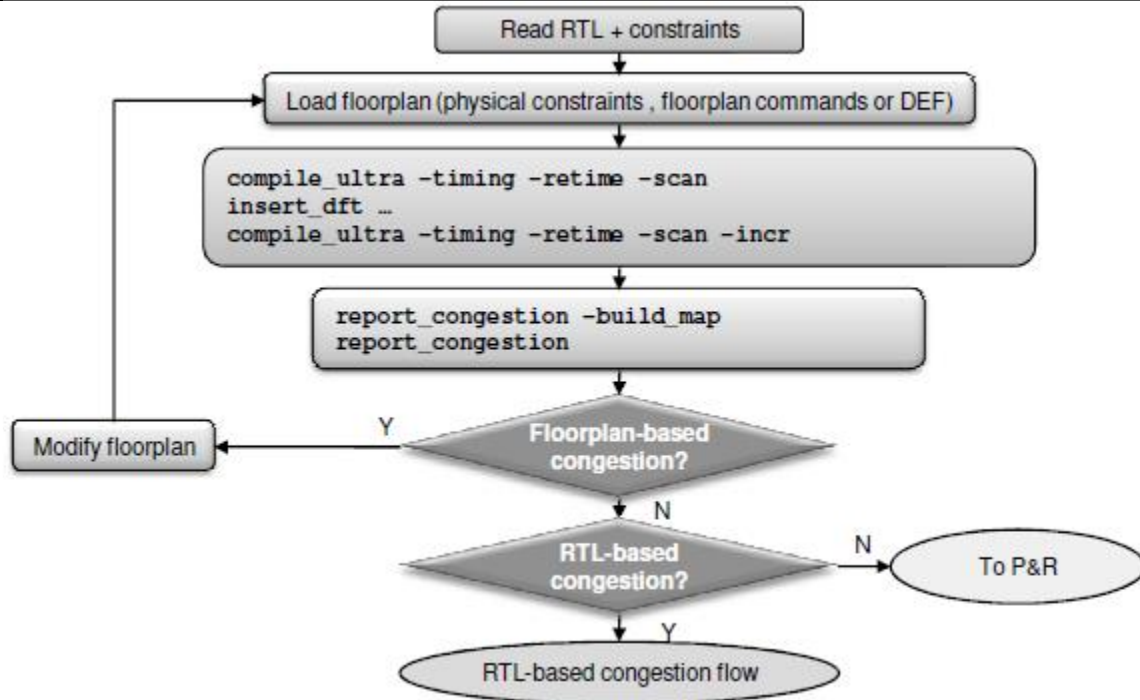 Read RTL + constraints
Load floorplan (physical constraints , floorplan commands or DEF)
compile_ultra -timing -retime -scan
insert_dft …
compile_ultra -timing -retime -scan -incr
report_congestion -build_map
report_congestion
Y
Floorplan-based
congestion?
Modify floorplan
N
RTL-based
congestion?
N
To P&R
Y
RTL-based congestion flow